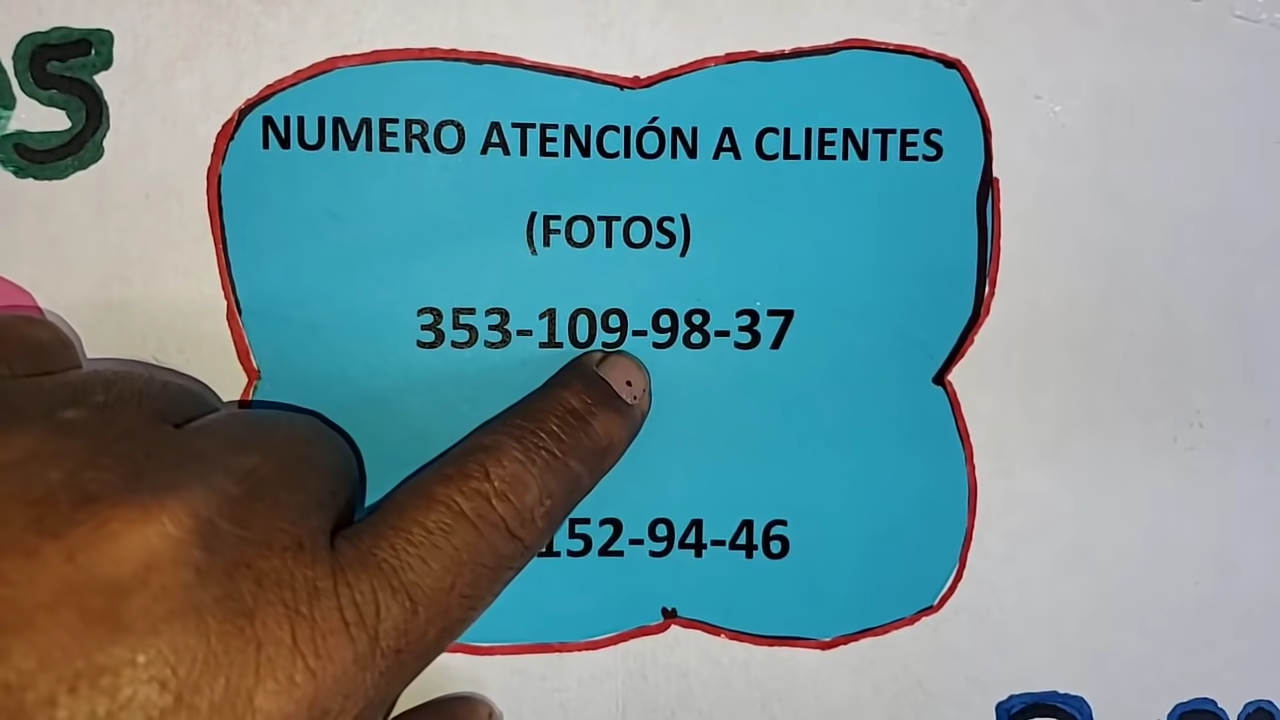 S
NUMERO ATENCIÓN A CLIENTES
(FOTOS)
353-109-98-37
152-94-46